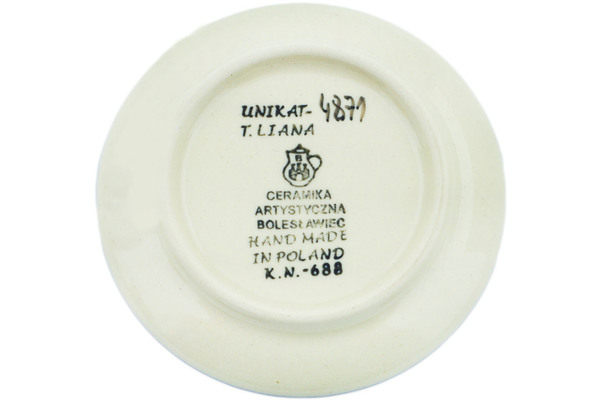 UNIKAT-4871
T. LIANA
B
CERAMIKA
ARTYSTYCZNA
BOLESŁAWIEC
HAND MADE
IN POLAND
K.N.-688